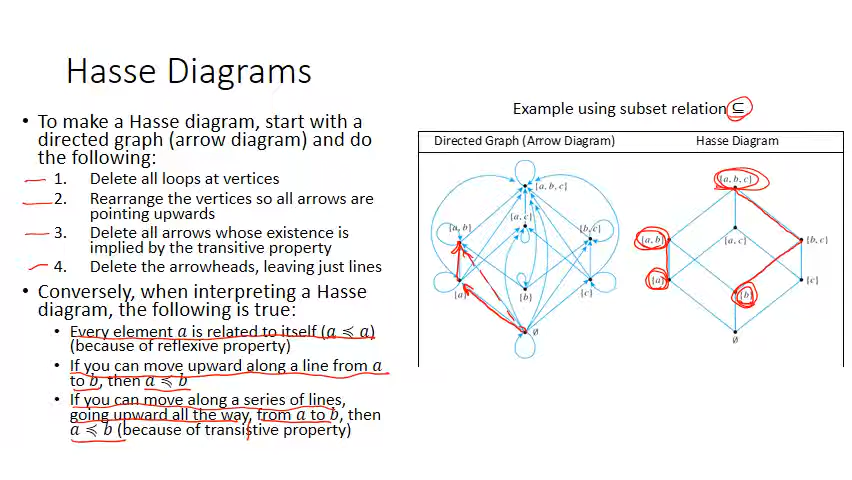 Hasse Diagrams
• To make a Hasse diagram, start with a
directed graph (arrow diagram) and do
the following:
1. Delete all loops at vertices
2. Rearrange the vertices so all arrows are
pointing upwards
3. Delete all arrows whose existence is
implied by the transitive property
4. Delete the arrowheads, leaving just lines
• Conversely, when interpreting a Hasse
diagram, the following is true:
• Every element a is related to itself (a ≼ a)
(because of reflexive property)
• If you can move upward along a line from a
to b, then a ≼ b
• If you can move along a series of lines,
going upward all the way, from a to b, then
a ≼ b (because of transistive property)
Example using subset relation ⊆
Directed Graph (Arrow Diagram)
{a, b, c}
{a, c}
{a, b}
{b, c}
{a}
{b}
{c}
∅
Hasse Diagram
{a, b, c}
{a, b}
{a, c}
{b, c}
{a}
{b}
{c}
∅